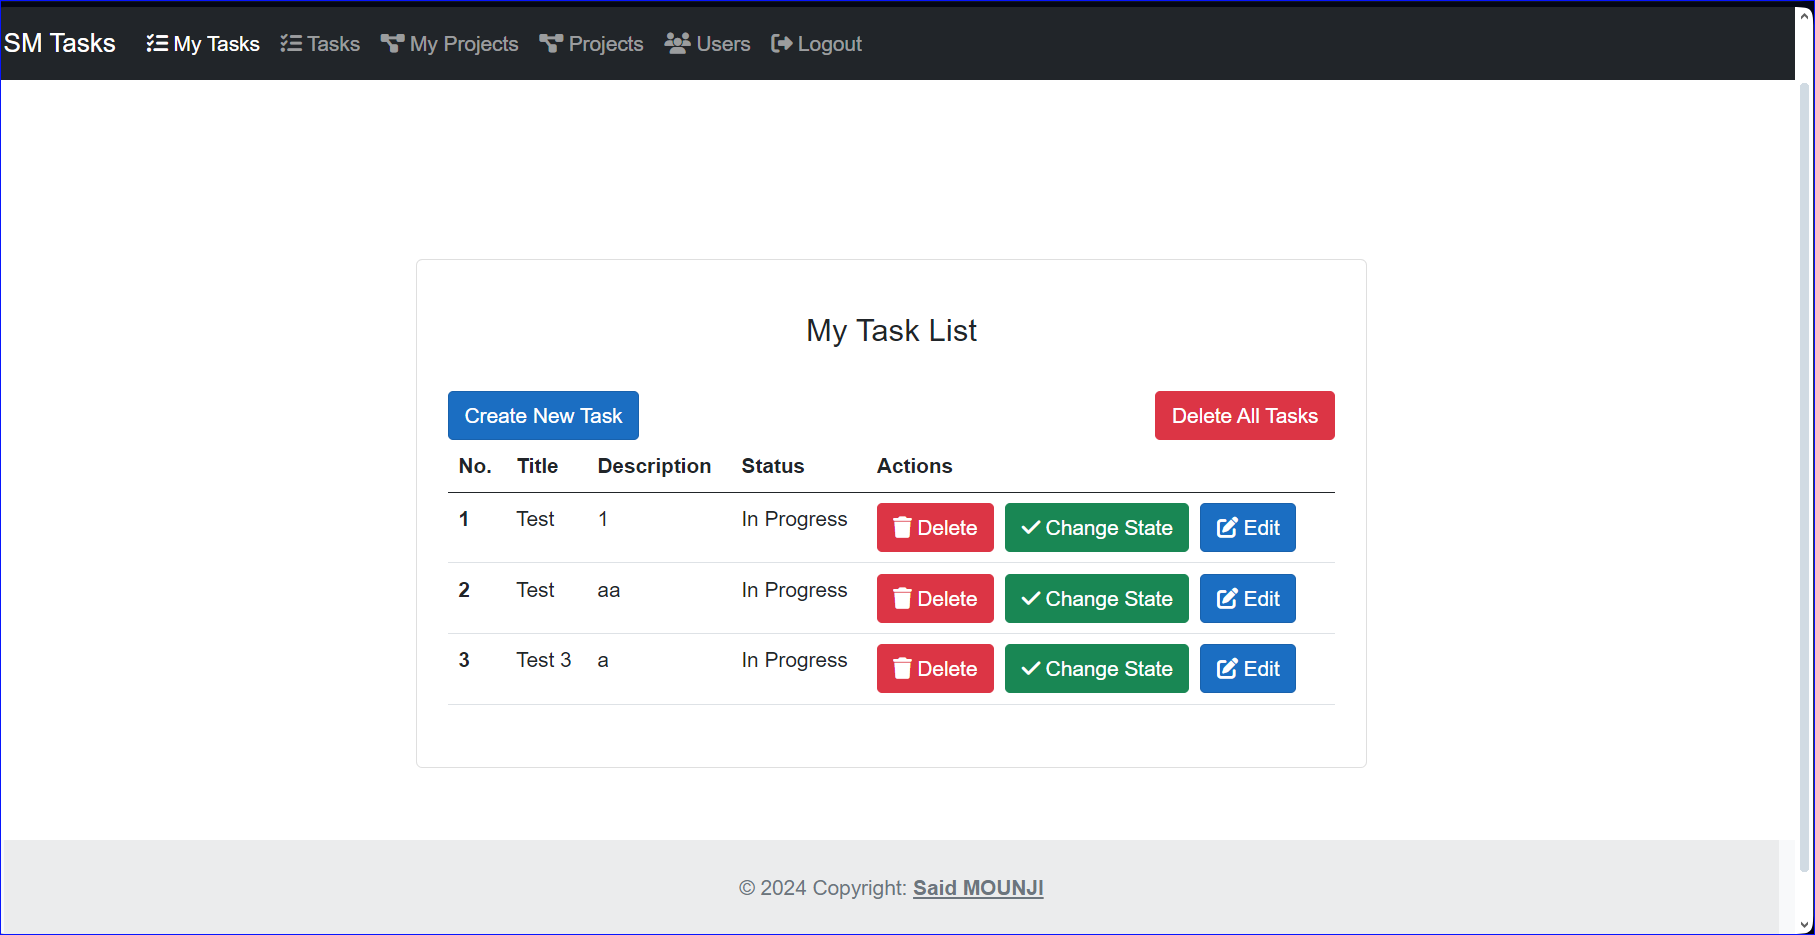 SM Tasks My Tasks Tasks My Projects Projects Users Logout
My Task List
Create New Task Delete All Tasks
No. Title Description Status Actions
1 Test 1 In Progress Delete Change State Edit
2 Test aa In Progress Delete Change State Edit
3 Test 3 a In Progress Delete Change State Edit
© 2024 Copyright: Said MOUNJI